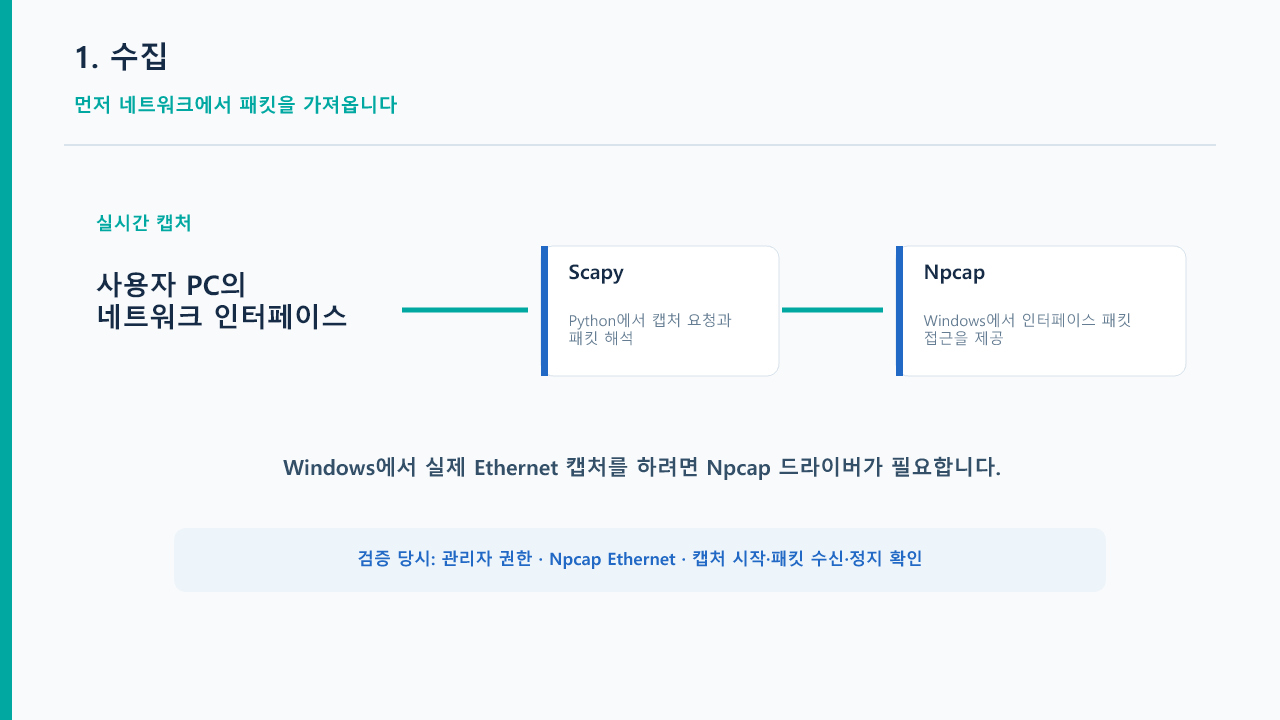 1. 수집
먼저 네트워크에서 패킷을 가져옵니다
실시간 캡처
사용자 PC의
네트워크 인터페이스
Scapy
Python에서 캡처 요청과
패킷 해석
Npcap
Windows에서 인터페이스 패킷
접근을 제공
Windows에서 실제 Ethernet 캡처를 하려면 Npcap 드라이버가 필요합니다.
검증 당시: 관리자 권한 · Npcap Ethernet · 캡처 시작·패킷 수신·정지 확인